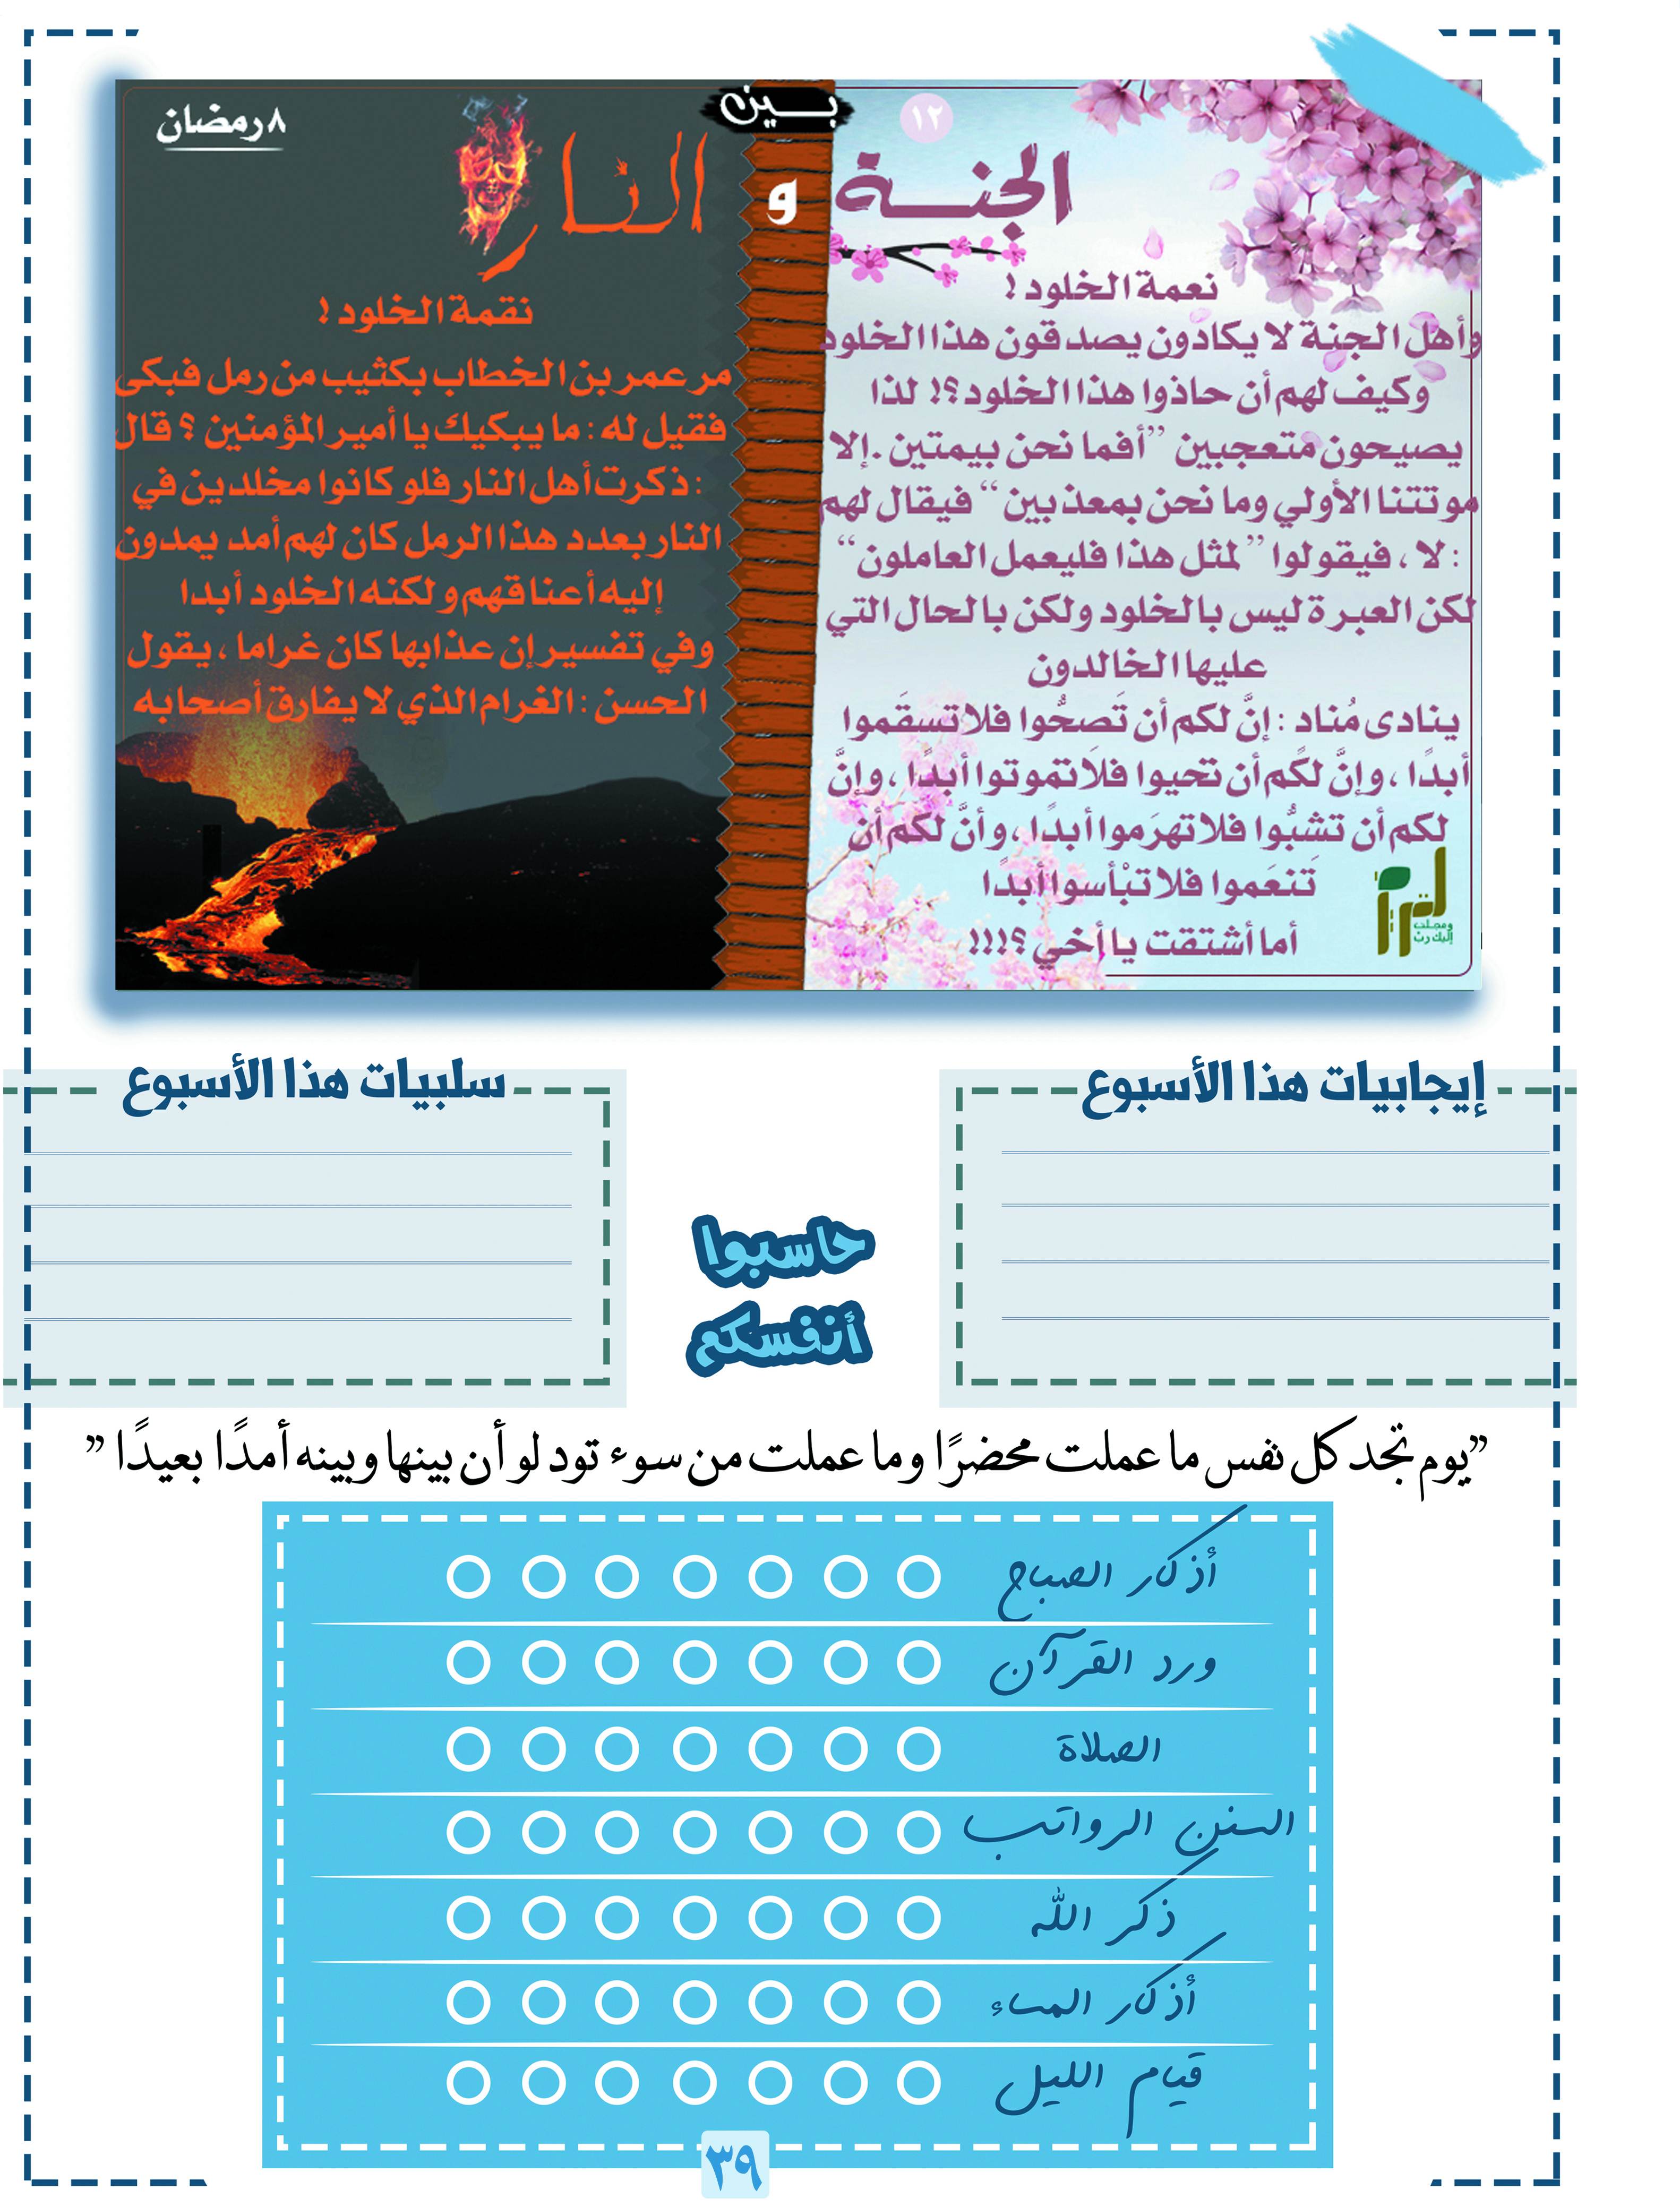 بين
١٢
الجنـــة
و
النار
٨ رمضان
نعمة الخلود !
وأهل الجنة لا يكادون يصدقون هذا الخلود
وكيف لهم أن حاذوا هذا الخلود ؟! لذا
يصيحون متعجبين ”أفما نحن بيمتين .إلا
موتتنا الأولي وما نحن بمعذبين“ فيقال لهم
: لا ، فيقولوا ” لمثل هذا فليعمل العاملون“
لكن العبرة ليس بالخلود ولكن بالحال التي
عليها الخالدون
ينادى مُناد : إنَّ لكم أن تَصحُّوا فلا تسقَموا
أبدًا ، وإنَّ لكم أن تحيوا فلا تموتوا أبدًا ، وإنَّ
لكم أن تشبُّوا فلا تهرَموا أبدًا ، وأنَّ لكم أن
تَنعَموا فلا تبْأسوا أبدًا
أما أشتقت يا أخي ؟!!!
وعجلت
إليك رب
نقمة الخلود !
مر عمر بن الخطاب بكثيب من رمل فبكى
فقيل له : ما يبكيك يا أمير المؤمنين ؟ قال
: ذكرت أهل النار فلو كانوا مخلدين في
النار بعدد هذا الرمل كان لهم أمد يمدون
إليه أعناقهم ولكنه الخلود أبدا
وفي تفسير إن عذابها كان غراما ، يقول
الحسن : الغرام الذي لا يفارق أصحابه
إيجابيات هذا الأسبوع
سلبيات هذا الأسبوع
حاسبوا
أنفسكم
”يوم تجد كل نفس ما عملت محضرًا وما عملت من سوء تود لو أن بينها وبينه أمدًا بعيدًا ”
أذكار الصباح
ورد القرآن
الصلاة
السنن الرواتب
ذكر الله
أذكار المساء
قيام الليل
٣٩